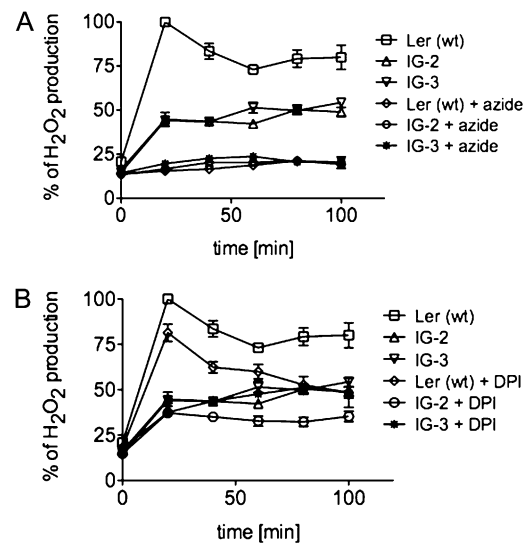 A
100
75
50
25
0
% of H2O2 production
0
50
100
time [min]
Ler (wt)
IG-2
IG-3
Ler (wt) + azide
IG-2 + azide
IG-3 + azide
B
100
75
50
25
0
% of H2O2 production
0
50
100
time [min]
Ler (wt)
IG-2
IG-3
Ler (wt) + DPI
IG-2 + DPI
IG-3 + DPI